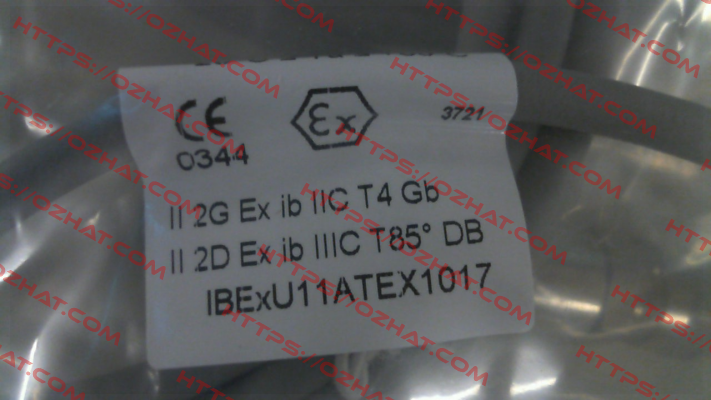 CE
Ex
3721
0344
II 2G Ex ib IIC T4 Gb
II 2D Ex ib IIIC T85° DB
IBExU11ATEX1017
HTTPS://OZHAT.COM